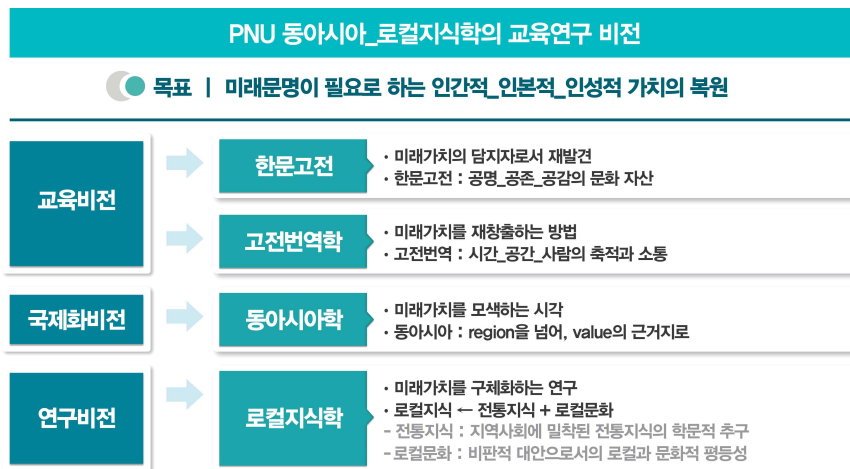 PNU 동아시아_로컬지식학의 교육연구 비전
목표 | 미래문명이 필요로 하는 인간적_인본적_인성적 가치의 복원
교육비전
한문고전
· 미래가치의 담지자로서 재발견
· 한문고전 : 공명_공존_공감의 문화 자산
고전번역학
· 미래가치를 재창출하는 방법
· 고전번역 : 시간_공간_사람의 축적과 소통
국제화비전
동아시아학
· 미래가치를 모색하는 시각
· 동아시아 : region을 넘어, value의 근거지로
연구비전
로컬지식학
· 미래가치를 구체화하는 연구
· 로컬지식 ← 전통지식 + 로컬문화
- 전통지식 : 지역사회에 밀착된 전통지식의 학문적 추구
- 로컬문화 : 비판적 대안으로서의 로컬과 문화적 평등성